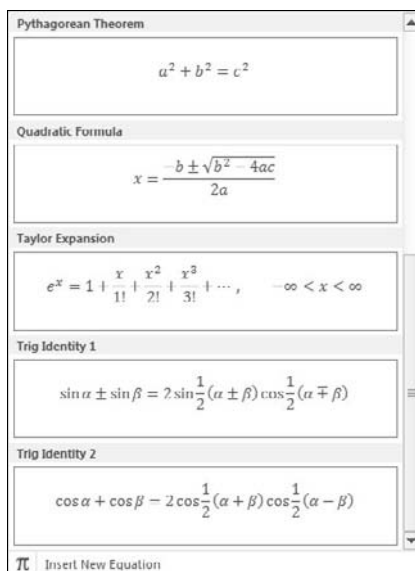 Pythagorean Theorem
a² + b² = c²
Quadratic Formula
x = (-b ± √(b² - 4ac)) / 2a
Taylor Expansion
eˣ = 1 + x/1! + x²/2! + x³/3! + ⋯ , -∞ < x < ∞
Trig Identity 1
sin α ± sin β = 2 sin 1/2 (α ± β) cos 1/2 (α ∓ β)
Trig Identity 2
cos α + cos β = 2 cos 1/2 (α + β) cos 1/2 (α − β)
π Insert New Equation